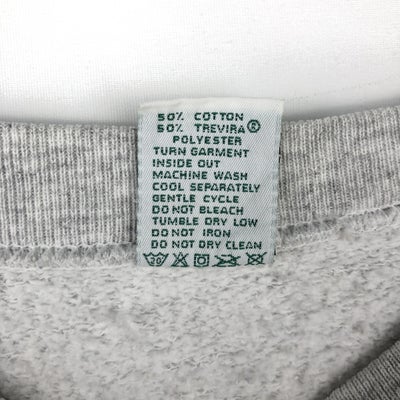 50% COTTON
50% TREVIRA®
POLYESTER
TURN GARMENT
INSIDE OUT
MACHINE WASH
COOL SEPARATELY
GENTLE CYCLE
DO NOT BLEACH
TUMBLE DRY LOW
DO NOT IRON
DO NOT DRY CLEAN